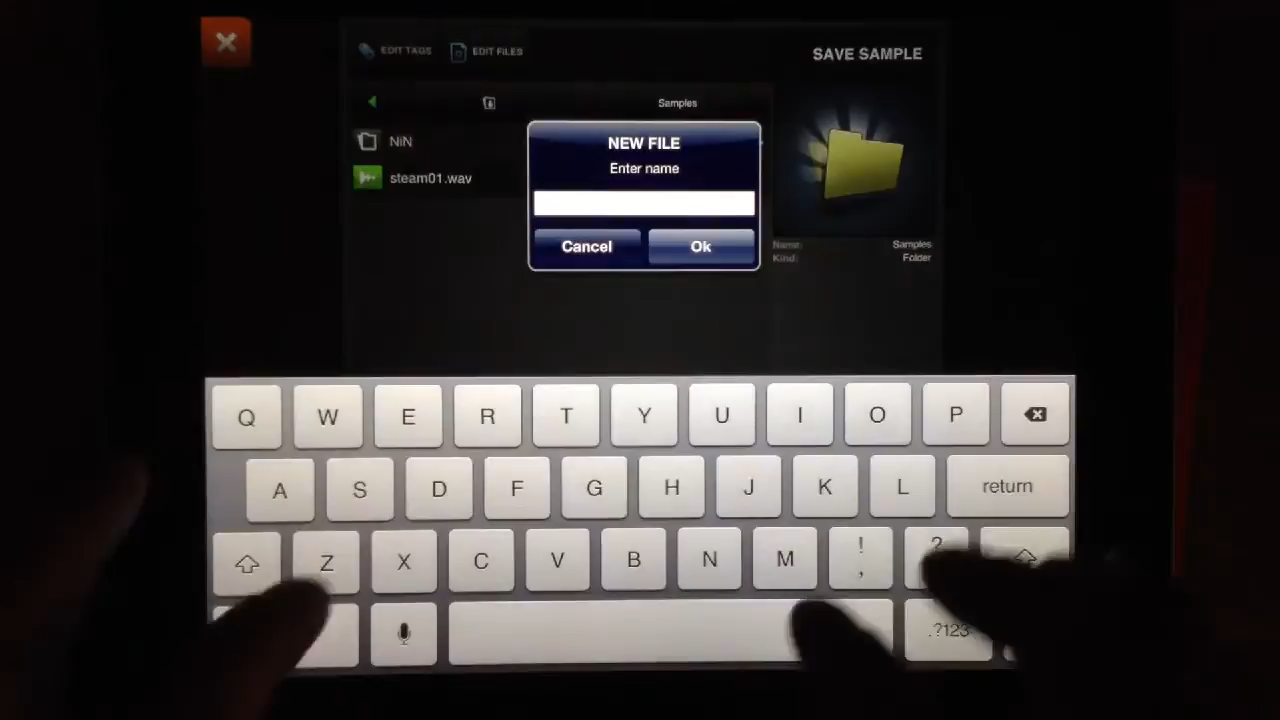 EDIT TAGS
EDIT FILES
SAVE SAMPLE
Samples
NiN
steam01.wav
NEW FILE
Enter name
Cancel
Ok
Name:
Samples
Kind:
Folder
Q W E R T Y U I O P
A S D F G H J K L return
Z X C V B N M ! , ?
.?123